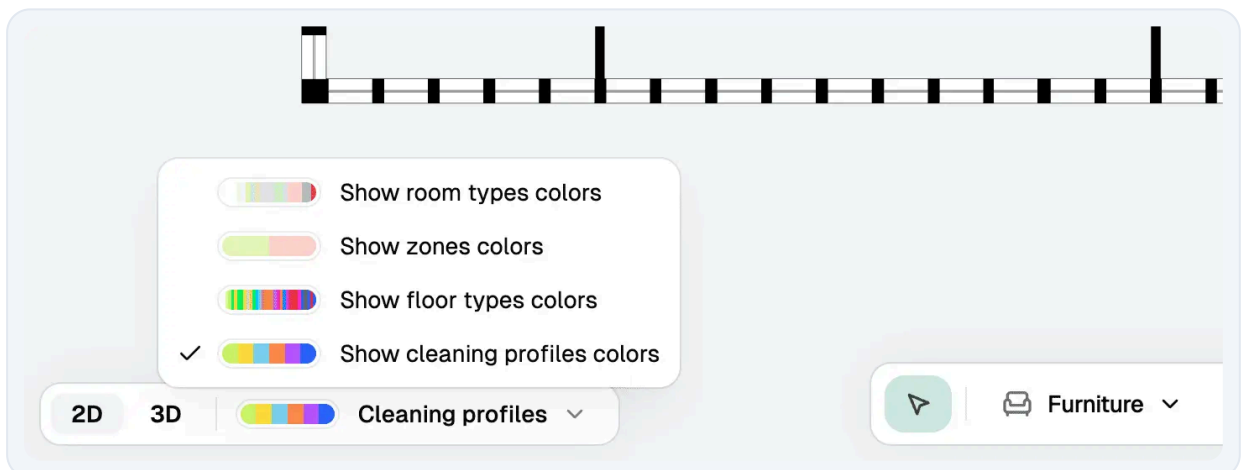 Show room types colors
Show zones colors
Show floor types colors
Show cleaning profiles colors
2D 3D Cleaning profiles
Furniture